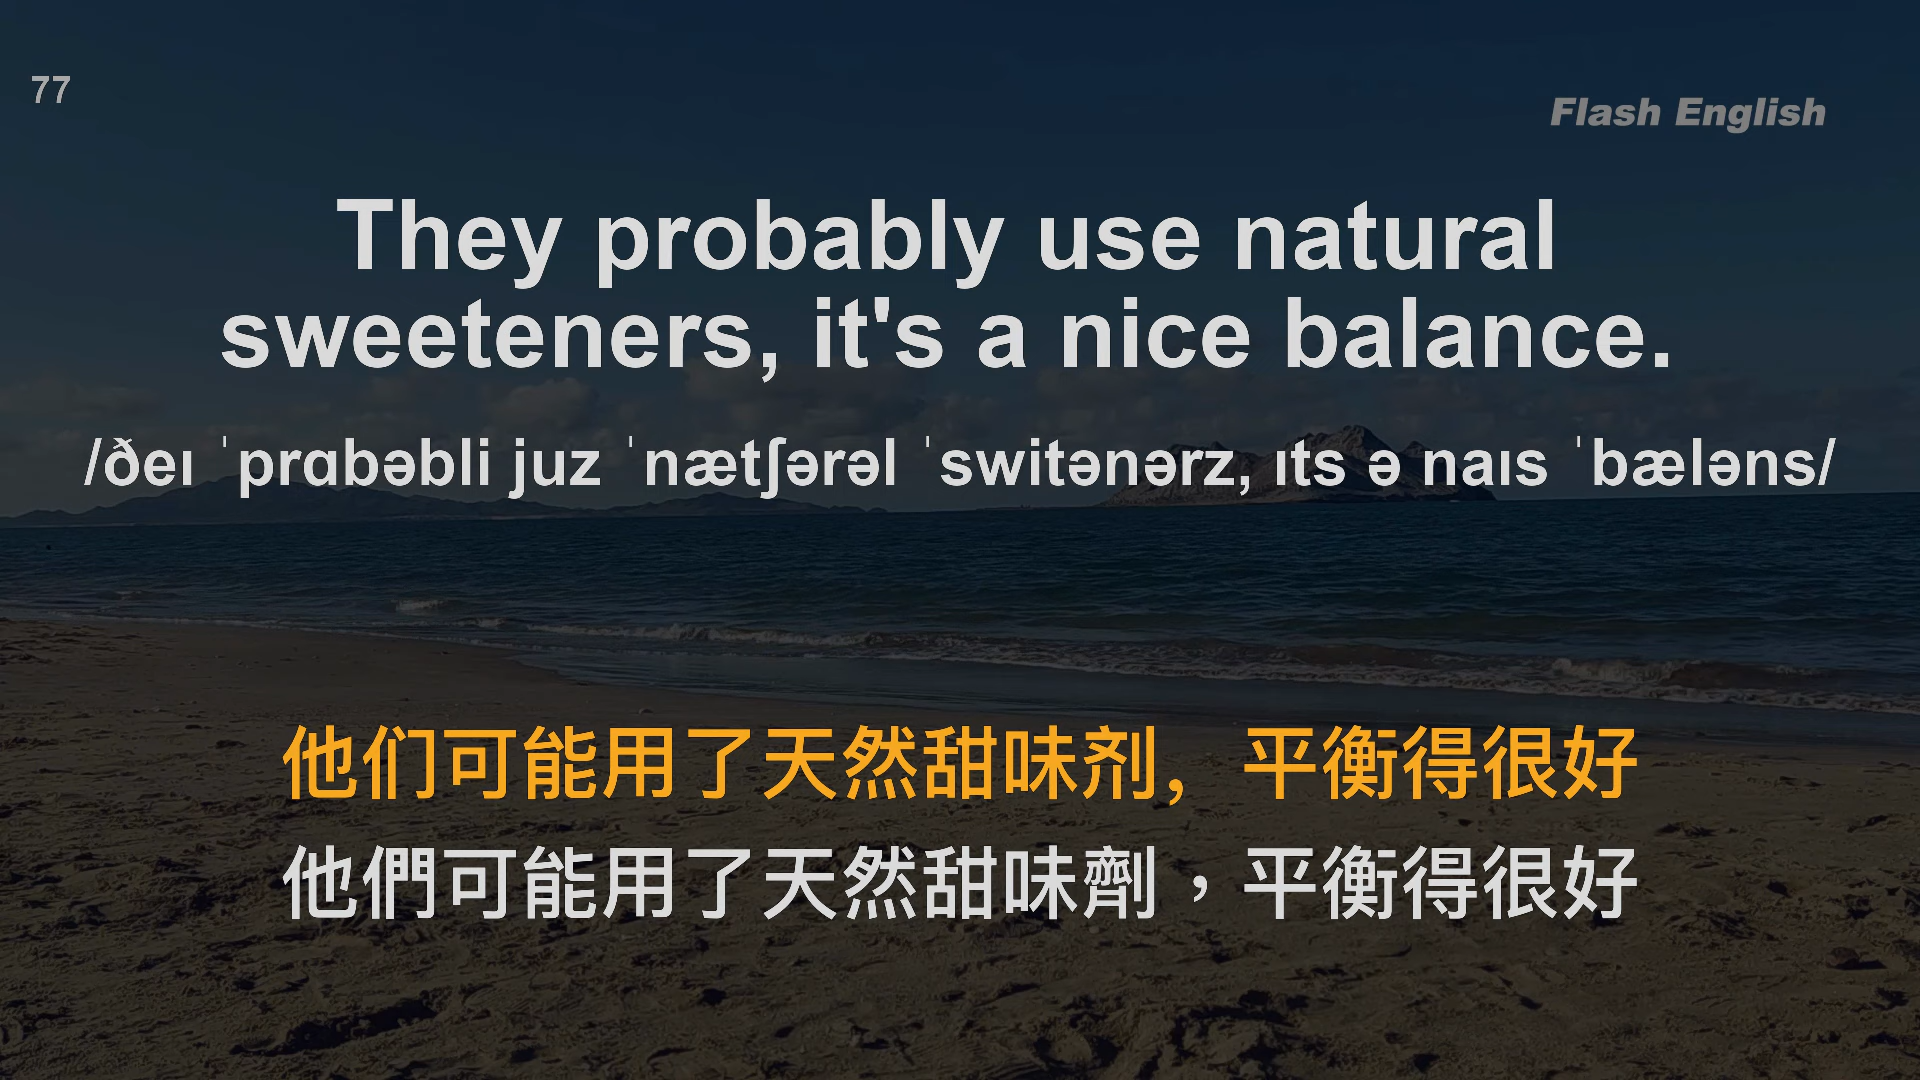 77
Flash English
They probably use natural
sweeteners, it's a nice balance.
/ðeɪ ˈprɑbəbli juz ˈnætʃərəl ˈswitənərz, ɪts ə naɪs ˈbæləns/
他们可能用了天然甜味剂，平衡得很好
他們可能用了天然甜味劑，平衡得很好